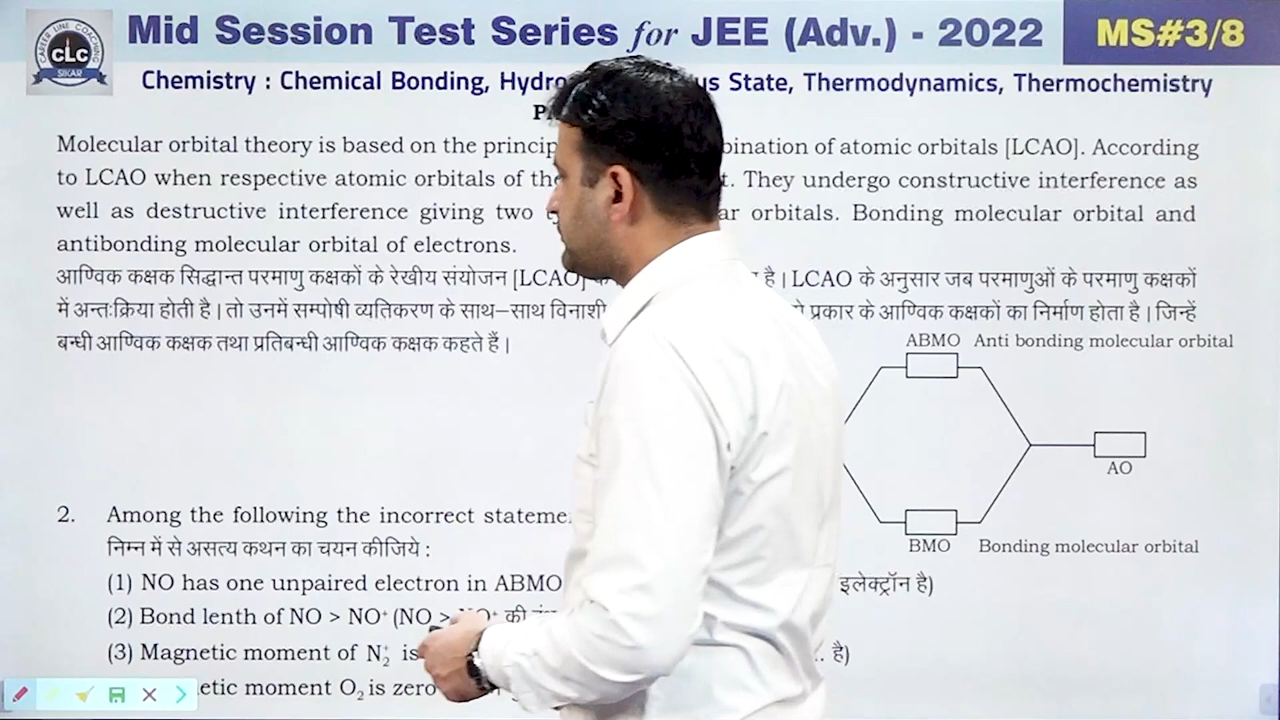 CAREER LINE COACHING
CLC
SIKAR
Mid Session Test Series for JEE (Adv.) - 2022
MS#3/8
Chemistry : Chemical Bonding, s State, Thermodynamics, Thermochemistry
Molecular orbital theory is based on the of atomic orbitals [LCAO]. According
to LCAO when respective atomic orbitals of They undergo constructive interference as
well as destructive interference giving two orbitals. Bonding molecular orbital and
antibonding molecular orbital of electrons.
आण्विक कक्षक सिद्धान्त परमाणु कक्षकों के रेखीय संयोजन [LCAO] है। LCAO के अनुसार जब परमाणुओं के परमाणु कक्षकों
में अन्तःक्रिया होती है। तो उनमें सम्पोषी व्यतिकरण के साथ–साथ प्रकार के आण्विक कक्षकों का निर्माण होता है। जिन्हें
बन्धी आण्विक कक्षक तथा प्रतिबन्धी आण्विक कक्षक कहते हैं।
ABMO Anti bonding molecular orbital
AO
BMO Bonding molecular orbital
2. Among the following the incorrect
निम्न में से असत्य कथन का चयन कीजिये :
(1) NO has one unpaired electron in ABMO इलेक्ट्रॉन है)
(2) Bond lenth of NO > NO⁺ (NO > NO⁺ की
(3) Magnetic moment of N₂⁺ is .. है)
etic moment O₂ is zero